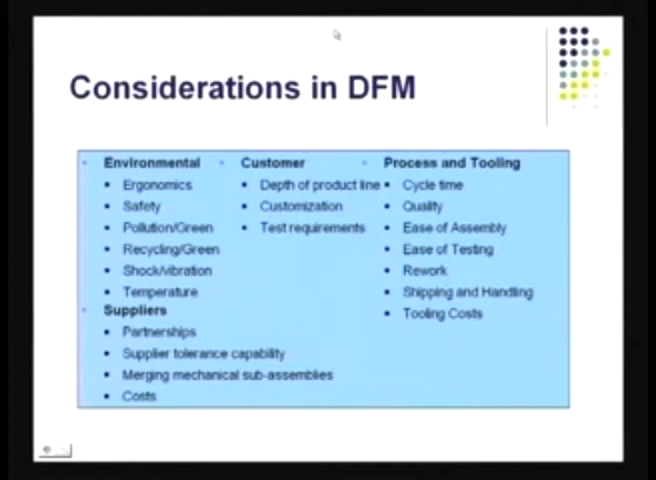 Considerations in DFM
Environmental
Ergonomics
Safety
Pollution/Green
Recycling/Green
Shock/vibration
Temperature
Suppliers
Partnerships
Supplier tolerance capability
Merging mechanical sub-assemblies
Costs
Customer
Depth of product line
Customization
Test requirements
Process and Tooling
Cycle time
Quality
Ease of Assembly
Ease of Testing
Rework
Shipping and Handling
Tooling Costs